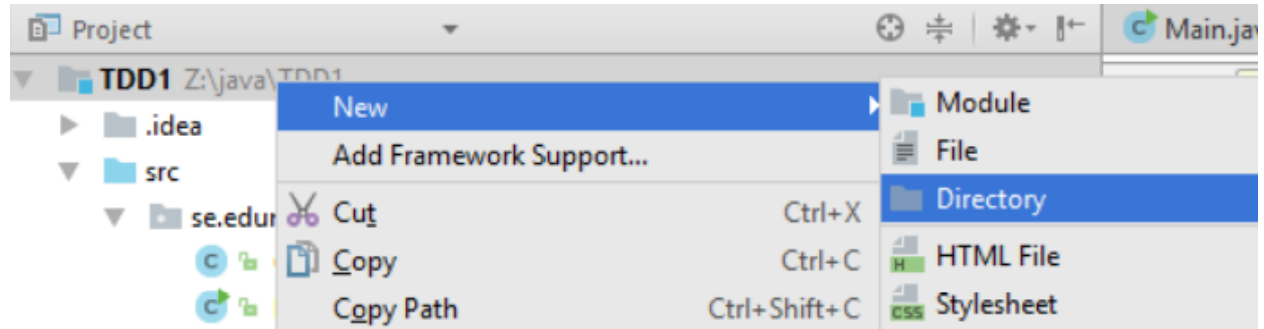 Project
Main.jav
TDD1 Z:\java\TDD1
New
Module
.idea
Add Framework Support...
File
src
Cut Ctrl+X
Directory
se.edur
Copy Ctrl+C
HTML File
H
Copy Path Ctrl+Shift+C
Stylesheet
CSS
C
C
C